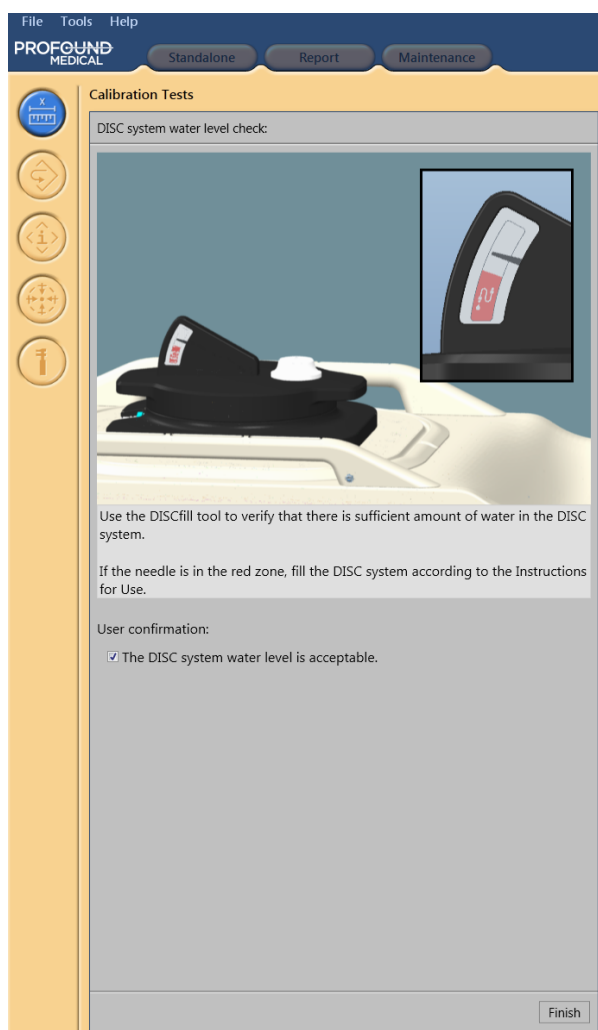 File Tools Help
PROFOUND
MEDICAL
Standalone Report Maintenance
Calibration Tests
X
DISC system water level check:
i
Use the DISCfill tool to verify that there is sufficient amount of water in the DISC
system.
If the needle is in the red zone, fill the DISC system according to the Instructions
for Use.
User confirmation:
The DISC system water level is acceptable.
Finish